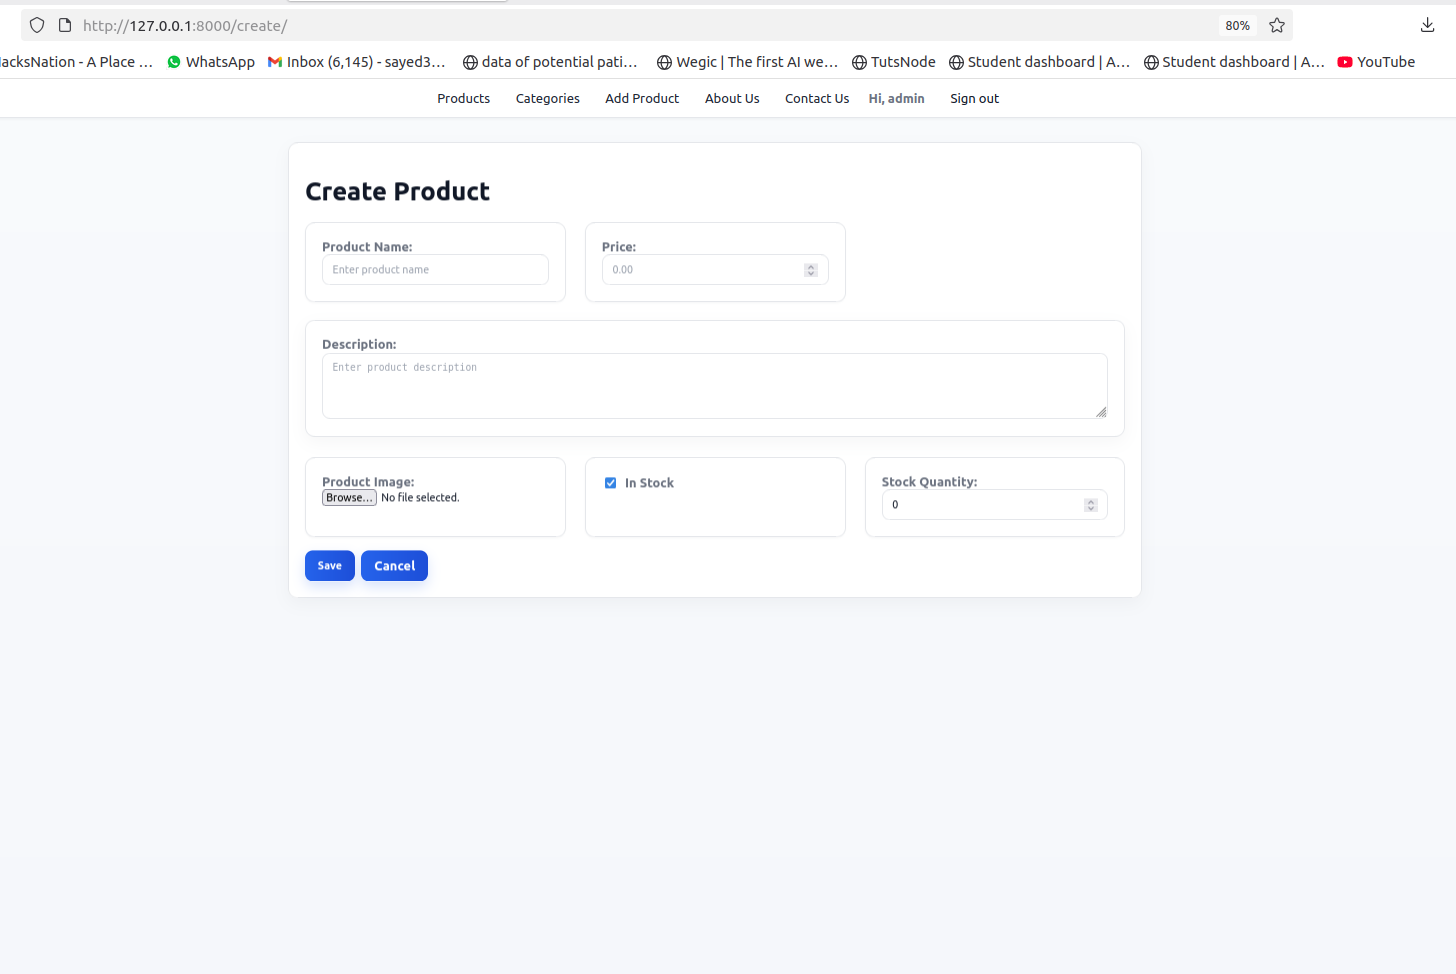 http://127.0.0.1:8000/create/ 80%
acksNation - A Place ... WhatsApp Inbox (6,145) - sayed3... data of potential pati... Wegic | The first AI we... TutsNode Student dashboard | A... Student dashboard | A... YouTube
Products Categories Add Product About Us Contact Us Hi, admin Sign out
Create Product
Product Name: Price:
Enter product name 0.00
Description:
Enter product description
Product Image: In Stock Stock Quantity:
Browse... No file selected. 0
Save Cancel